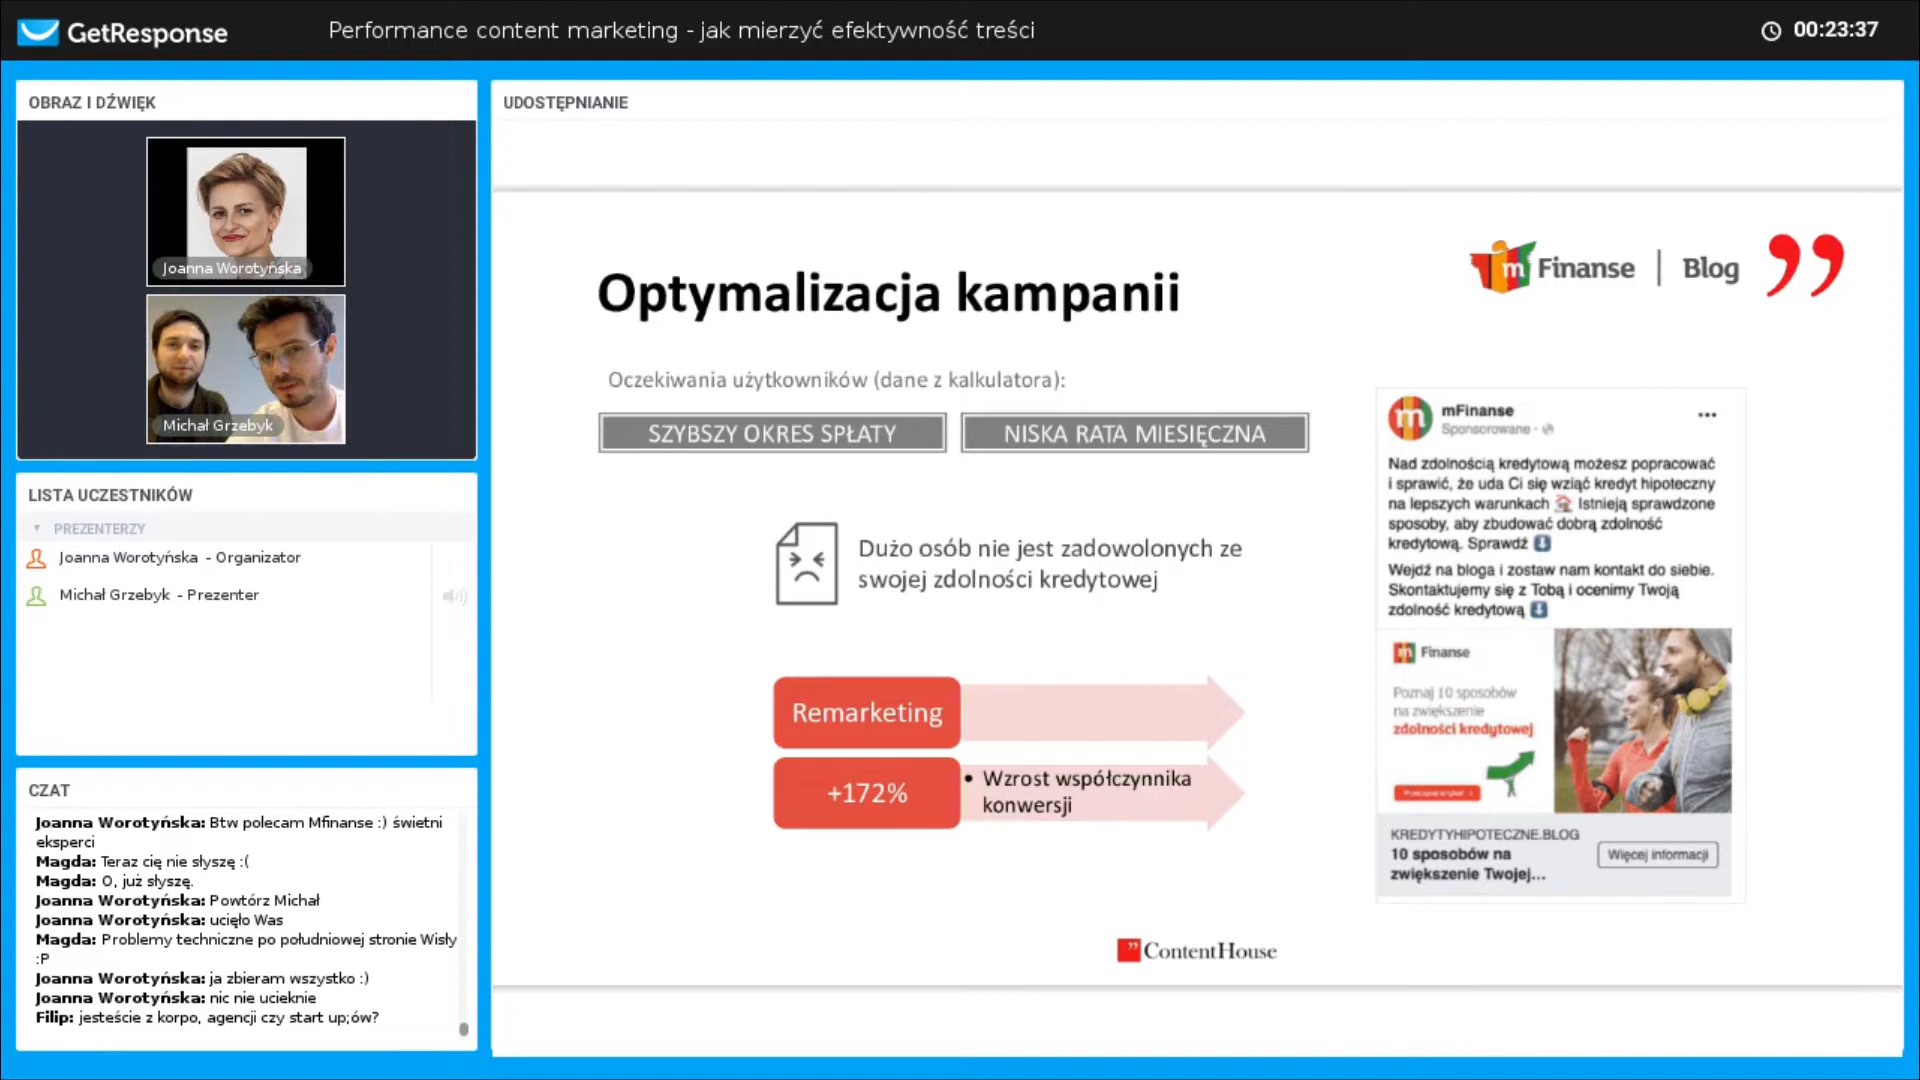 GetResponse
Performance content marketing - jak mierzyć efektywność treści
00:23:37
OBRAZ I DŹWIĘK
Joanna Worotyńska
Michał Grzebyk
LISTA UCZESTNIKÓW
PREZENTERZY
Joanna Worotyńska - Organizator
Michał Grzebyk - Prezenter
CZAT
Joanna Worotyńska: Btw polecam Mfinanse :) świetni
eksperci
Magda: Teraz cię nie słyszę :(
Magda: O, już słyszę.
Joanna Worotyńska: Powtórz Michał
Joanna Worotyńska: ucięło Was
Magda: Problemy techniczne po południowej stronie Wisły
:P
Joanna Worotyńska: ja zbieram wszystko :)
Joanna Worotyńska: nic nie ucieknie
Filip: jesteście z korpo, agencji czy start up;ów?
UDOSTĘPNIANIE
m Finanse | Blog
Optymalizacja kampanii
Oczekiwania użytkowników (dane z kalkulatora):
SZYBSZY OKRES SPŁATY
NISKA RATA MIESIĘCZNA
Dużo osób nie jest zadowolonych ze
swojej zdolności kredytowej
Remarketing
+172%
• Wzrost współczynnika
konwersji
m
mFinanse
Sponsorowane ·
Nad zdolnością kredytową możesz popracować
i sprawić, że uda Ci się wziąć kredyt hipoteczny
na lepszych warunkach 🏠 Istnieją sprawdzone
sposoby, aby zbudować dobrą zdolność
kredytową. Sprawdź ⬇️
Wejdź na bloga i zostaw nam kontakt do siebie.
Skontaktujemy się z Tobą i ocenimy Twoją
zdolność kredytową ⬇️
m Finanse
Poznaj 10 sposobów
na zwiększenie
zdolności kredytowej
KREDYTYHIPOTECZNE.BLOG
10 sposobów na
zwiększenie Twojej...
Więcej informacji
ContentHouse